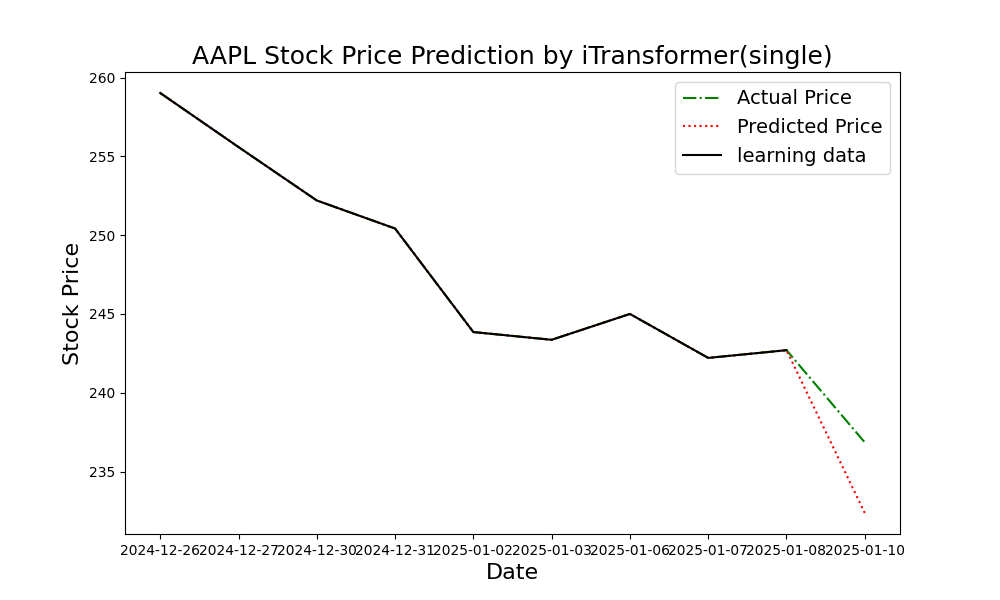 AAPL Stock Price Prediction by iTransformer(single)
260
255
250
245
240
235
Stock Price
Actual Price
Predicted Price
learning data
2024-12-26
2024-12-27
2024-12-30
2024-12-31
2025-01-02
2025-01-03
2025-01-06
2025-01-07
2025-01-08
2025-01-10
Date